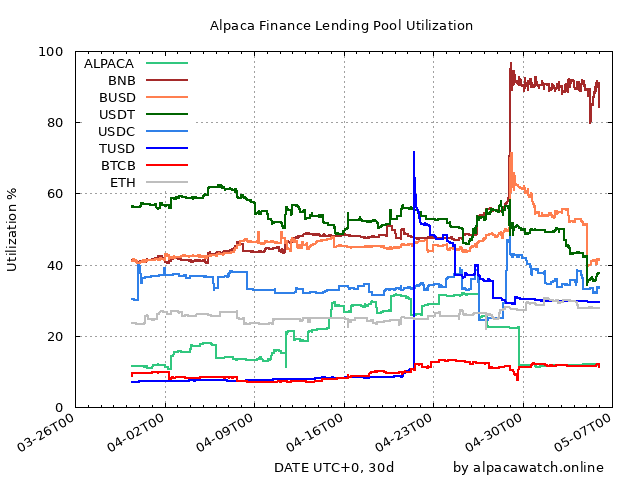 Alpaca Finance Lending Pool Utilization
100
80
60
40
20
0
Utilization %
ALPACA
BNB
BUSD
USDT
USDC
TUSD
BTCB
ETH
03-26T00
04-02T00
04-09T00
04-16T00
04-23T00
04-30T00
05-07T00
DATE UTC+0, 30d
by alpacawatch.online